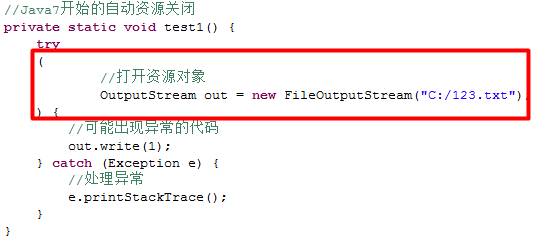 //Java7开始的自动资源关闭
private static void test1() {
try
(
//打开资源对象
OutputStream out = new FileOutputStream("C:/123.txt")
) {
//可能出现异常的代码
out.write(1);
} catch (Exception e) {
//处理异常
e.printStackTrace();
}
}